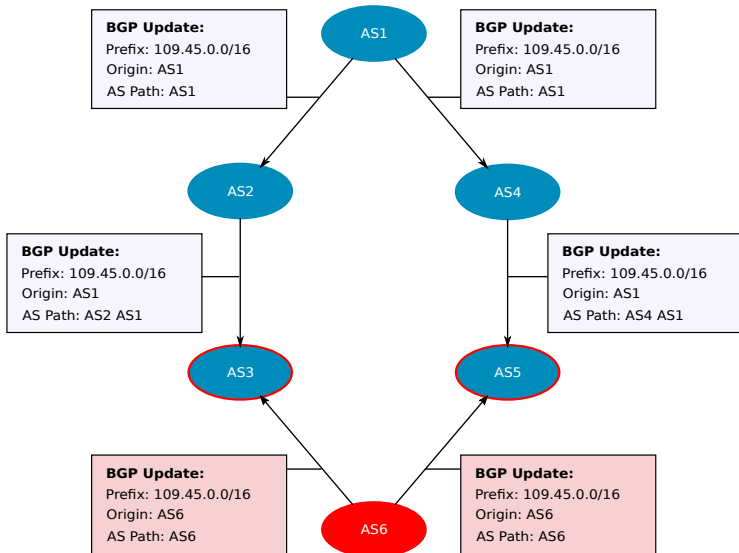 BGP Update:
Prefix: 109.45.0.0/16
Origin: AS1
AS Path: AS1
AS1
BGP Update:
Prefix: 109.45.0.0/16
Origin: AS1
AS Path: AS1
AS2
AS4
BGP Update:
Prefix: 109.45.0.0/16
Origin: AS1
AS Path: AS2 AS1
BGP Update:
Prefix: 109.45.0.0/16
Origin: AS1
AS Path: AS4 AS1
AS3
AS5
BGP Update:
Prefix: 109.45.0.0/16
Origin: AS6
AS Path: AS6
AS6
BGP Update:
Prefix: 109.45.0.0/16
Origin: AS6
AS Path: AS6